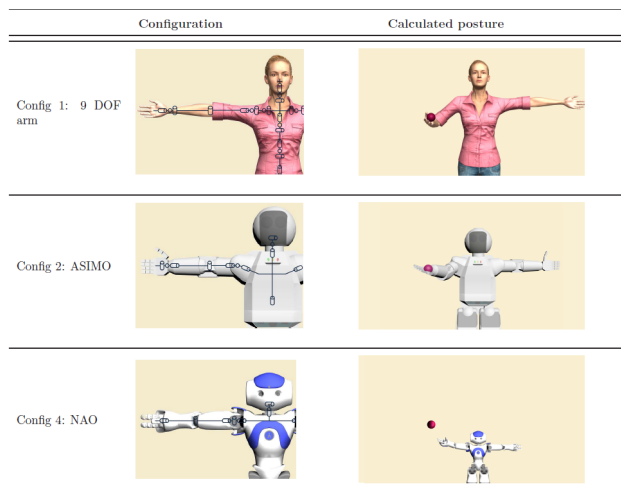 Configuration Calculated posture
Config 1: 9 DOF
arm
Config 2: ASIMO
Config 4: NAO